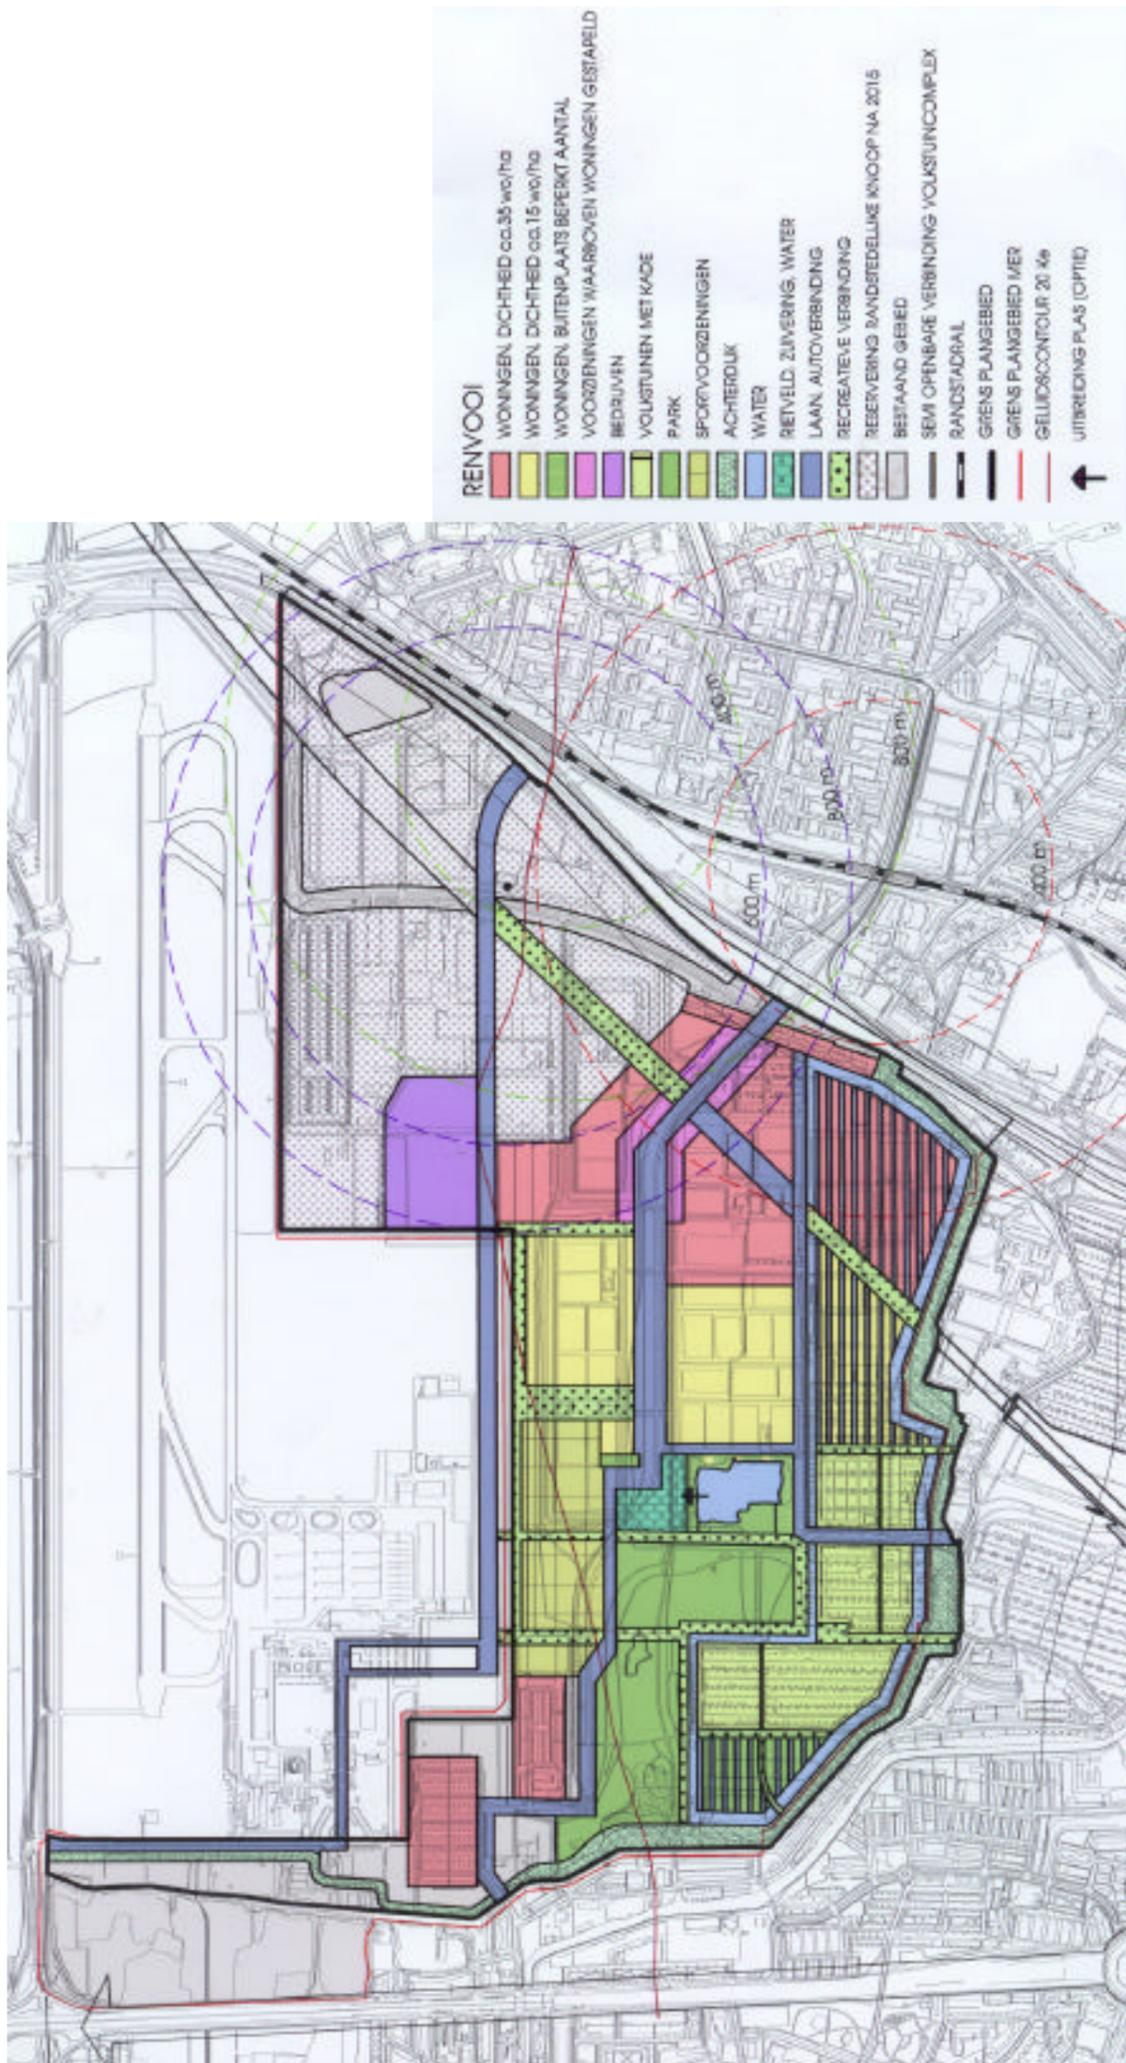 RENVOOI
WONINGEN, DICHTHEID ca.35 wo/ha
WONINGEN, DICHTHEID ca.15 wo/ha
WONINGEN, BUITENPLAATS BEPERKT AANTAL
VOORZIENINGEN WAARBOVEN WONINGEN GESTAPELD
BEDRIJVEN
VOLKSTUINEN MET KADE
PARK
SPORTVOORZIENINGEN
ACHTERDIJK
WATER
RIETVELD, ZUIVERING, WATER
LAAN, AUTOVERBINDING
RECREATIEVE VERBINDING
RESERVERING RANDSTEDELIJKE KNOOP NA 2015
BESTAAND GEBIED
SEMI OPENBARE VERBINDING VOLKSTUINCOMPLEX
RANDSTADRAIL
GRENS PLANGEBIED
GRENS PLANGEBIED MER
GELUIDSCONTOUR 20 Ke
UITBREIDING PLAS (OPTIE)
800 m
800 m
600 m
400 m